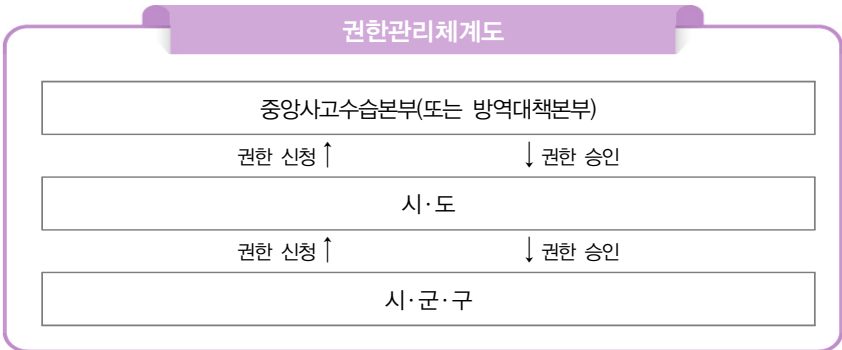 권한관리체계도
중앙사고수습본부(또는 방역대책본부)
권한 신청↑ ↓권한 승인
시·도
권한 신청↑ ↓권한 승인
시·군·구